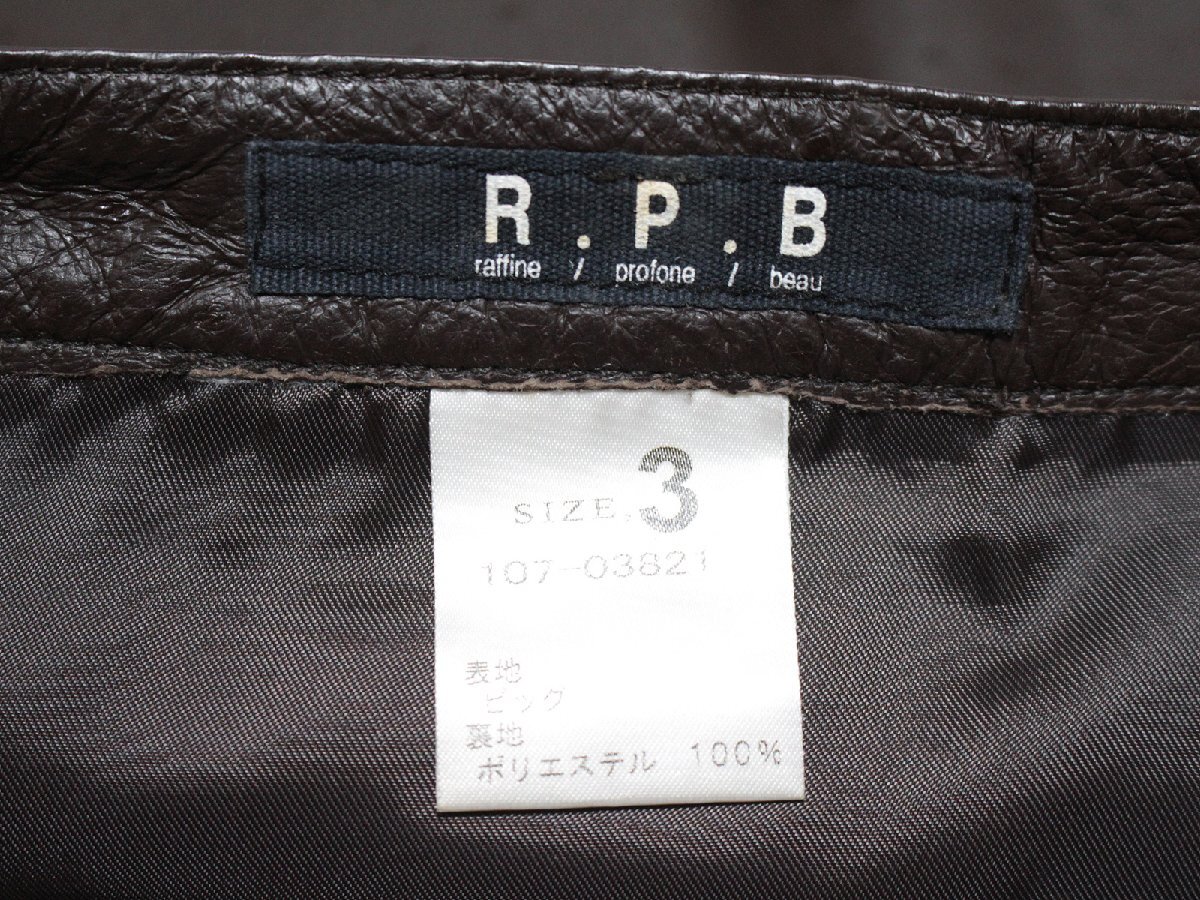 R . P . B
raffine / profone / beau
SIZE. 3
107-03821
表地
ピッグ
裏地
ポリエステル 100%